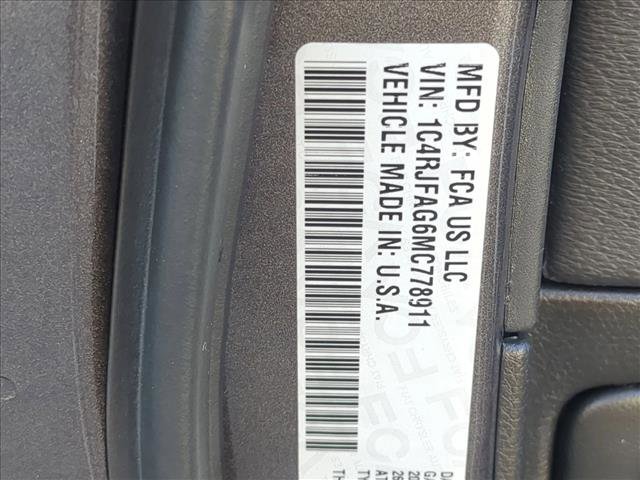 MFD BY: FCA US LLC
VIN: 1C4RJFAG6MC778911
VEHICLE MADE IN: U.S.A.